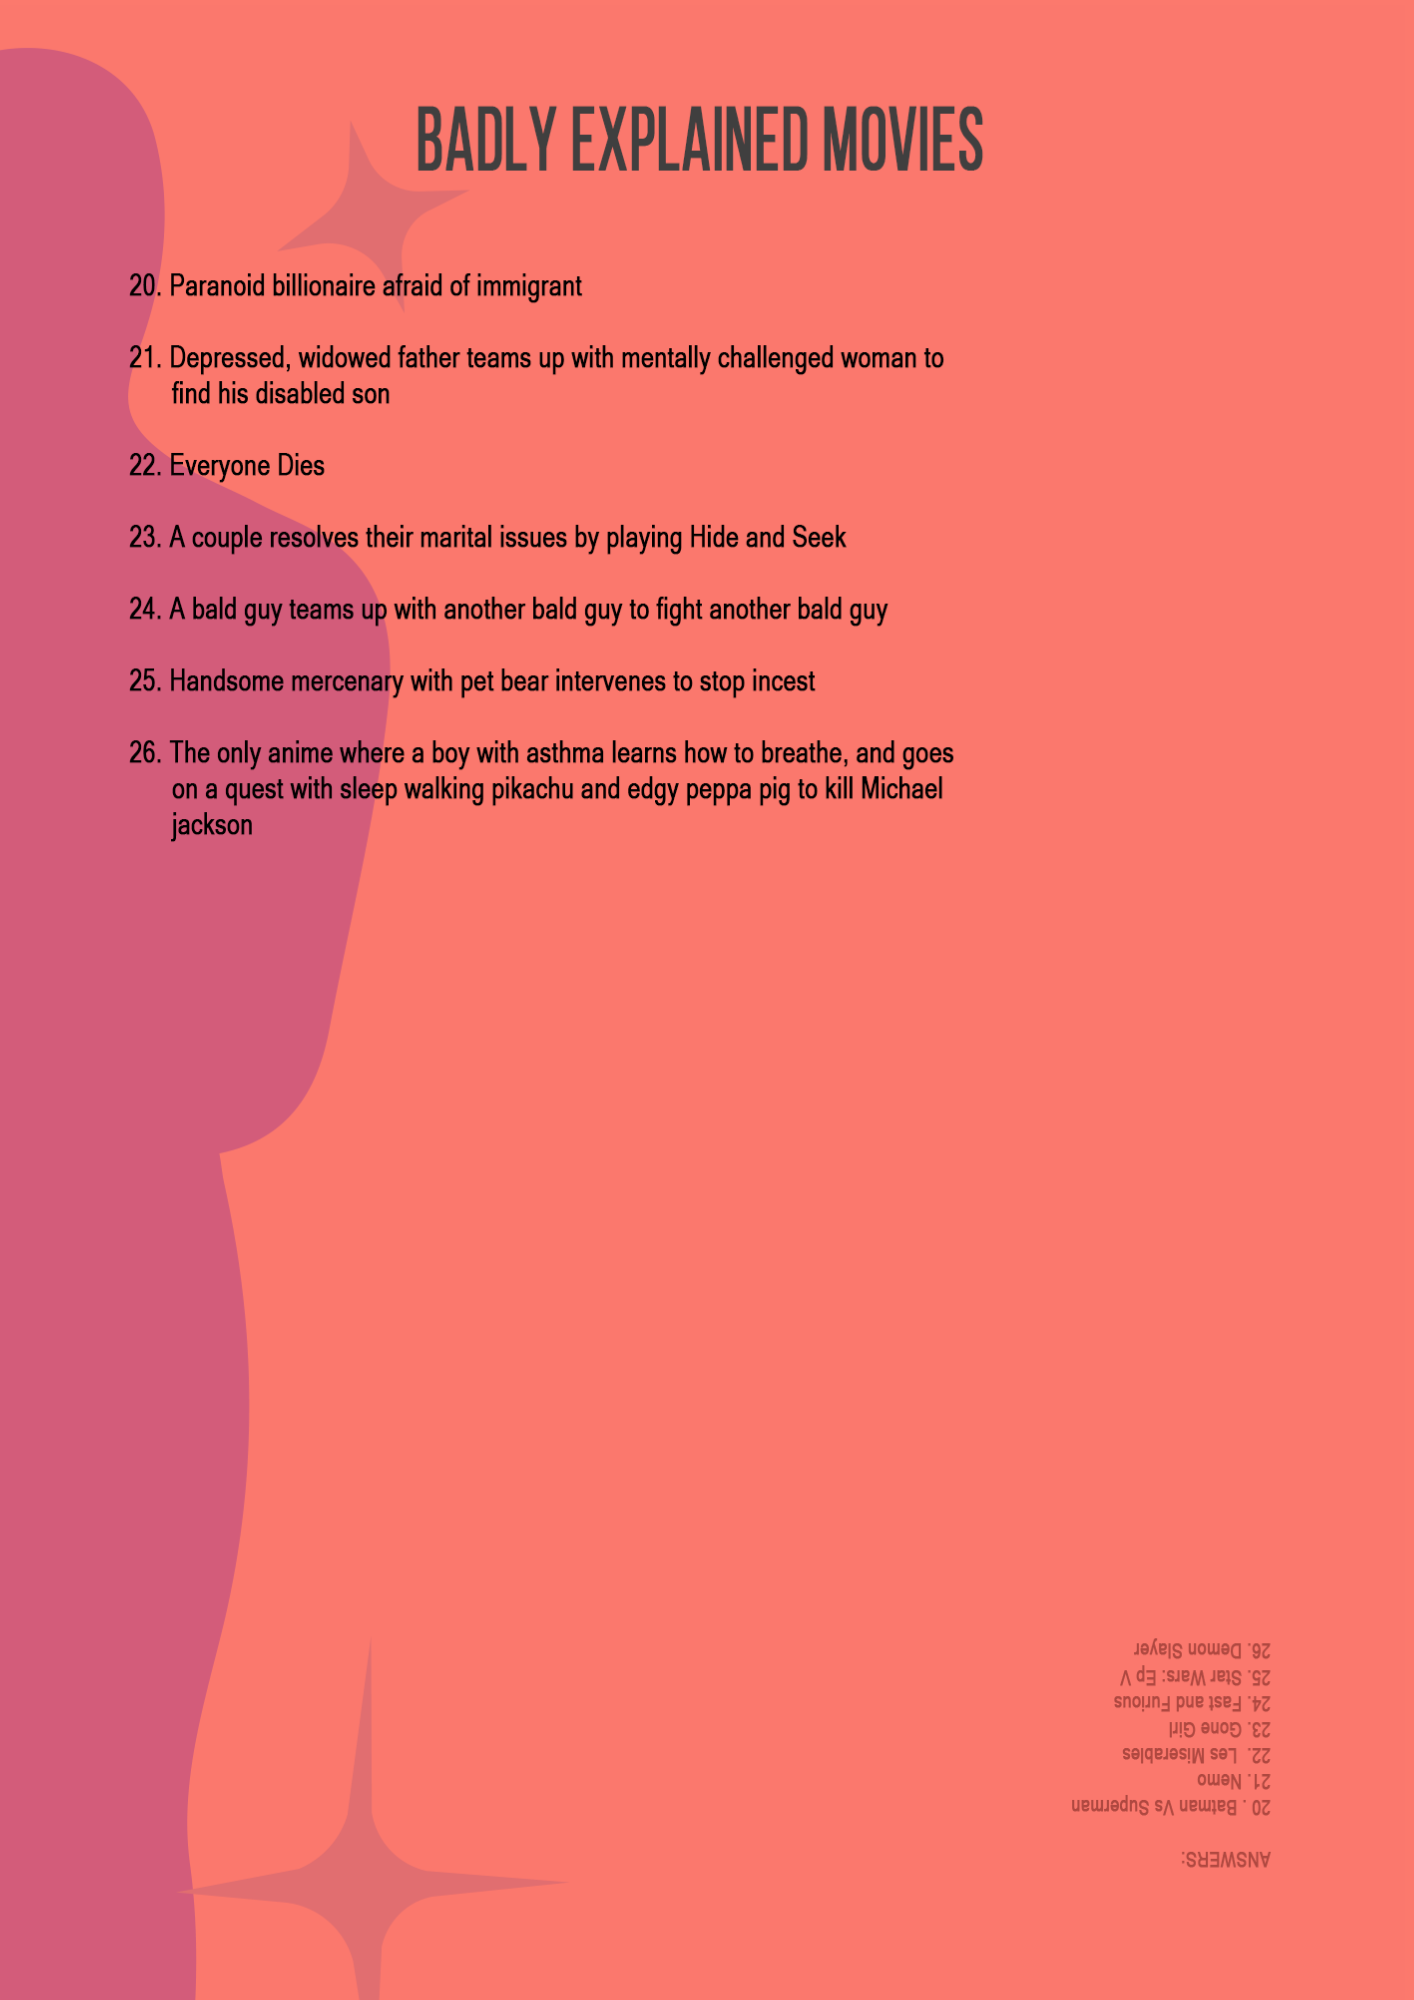 BADLY EXPLAINED MOVIES
20. Paranoid billionaire afraid of immigrant
21. Depressed, widowed father teams up with mentally challenged woman to
find his disabled son
22. Everyone Dies
23. A couple resolves their marital issues by playing Hide and Seek
24. A bald guy teams up with another bald guy to fight another bald guy
25. Handsome mercenary with pet bear intervenes to stop incest
26. The only anime where a boy with asthma learns how to breathe, and goes
on a quest with sleep walking pikachu and edgy peppa pig to kill Michael
jackson
ANSWERS:
20 . Batman Vs Superman
21. Nemo
22.  Les Miserables
23. Gone Girl
24. Fast and Furious
25. Star Wars: Ep V
26. Demon Slayer